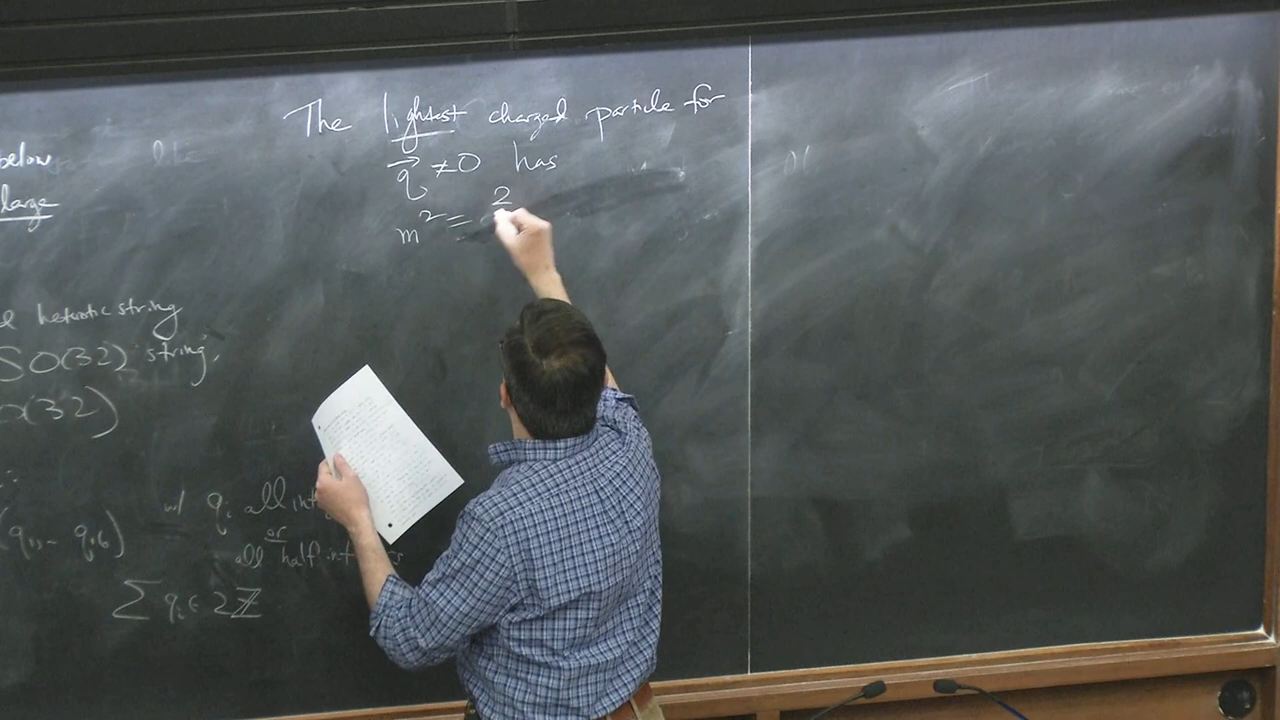 below
large
heterotic string
SO(32) string,
O(32)
(q1,.. q16) w/ qi all int
or
all half int
∑ qi ∈ 2ℤ
The lightest charged particle for
q⃗ ≠ 0 has
m² = 2